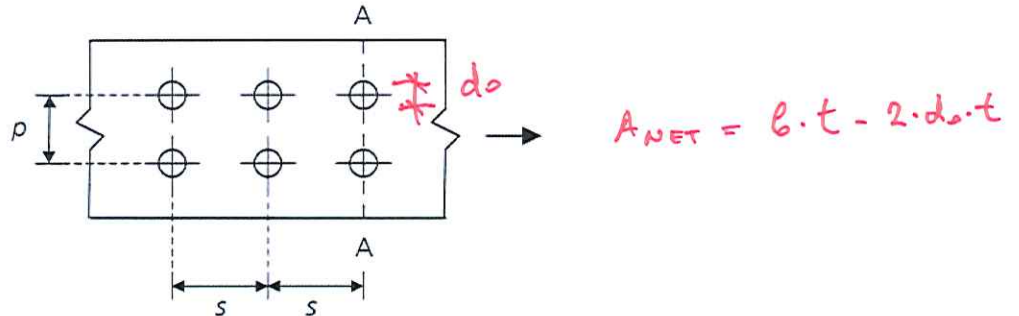 A
d₀
p
A_NET = b·t - 2·d₀·t
A
s s